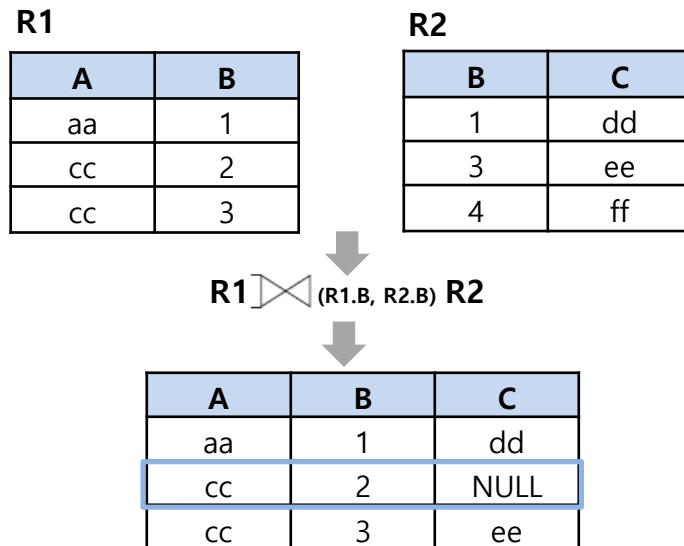 R1
A B
aa 1
cc 2
cc 3
R2
B C
1 dd
3 ee
4 ff
R1 (R1.B, R2.B) R2
A B C
aa 1 dd
cc 2 NULL
cc 3 ee